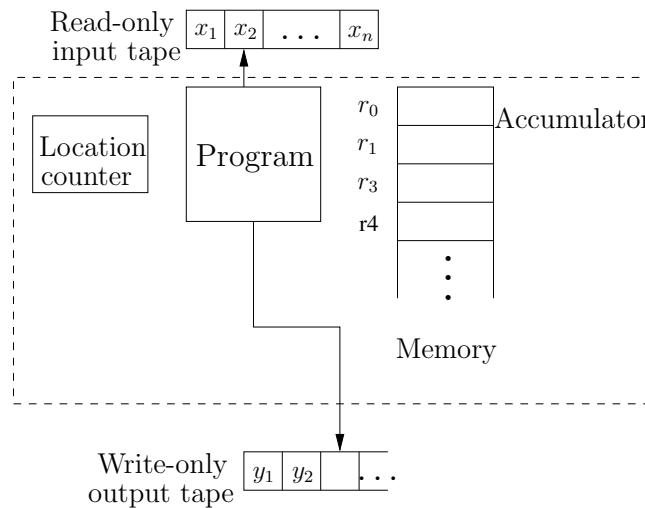 Read-only
input tape
x1 x2 ... xn
Location
counter
Program
r0
r1
r3
r4
Accumulator
Memory
Write-only
output tape
y1 y2 ...